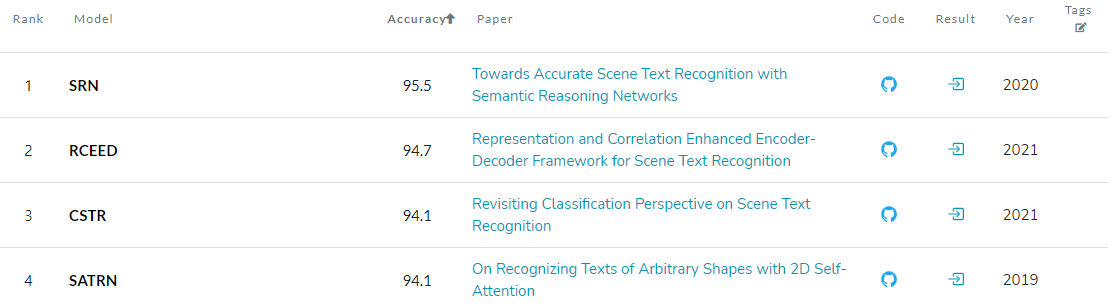 Rank Model Accuracy Paper Code Result Year Tags
1 SRN 95.5 Towards Accurate Scene Text Recognition with 2020
Semantic Reasoning Networks
2 RCEED 94.7 Representation and Correlation Enhanced Encoder- 2021
Decoder Framework for Scene Text Recognition
3 CSTR 94.1 Revisiting Classification Perspective on Scene Text 2021
Recognition
4 SATRN 94.1 On Recognizing Texts of Arbitrary Shapes with 2D Self- 2019
Attention